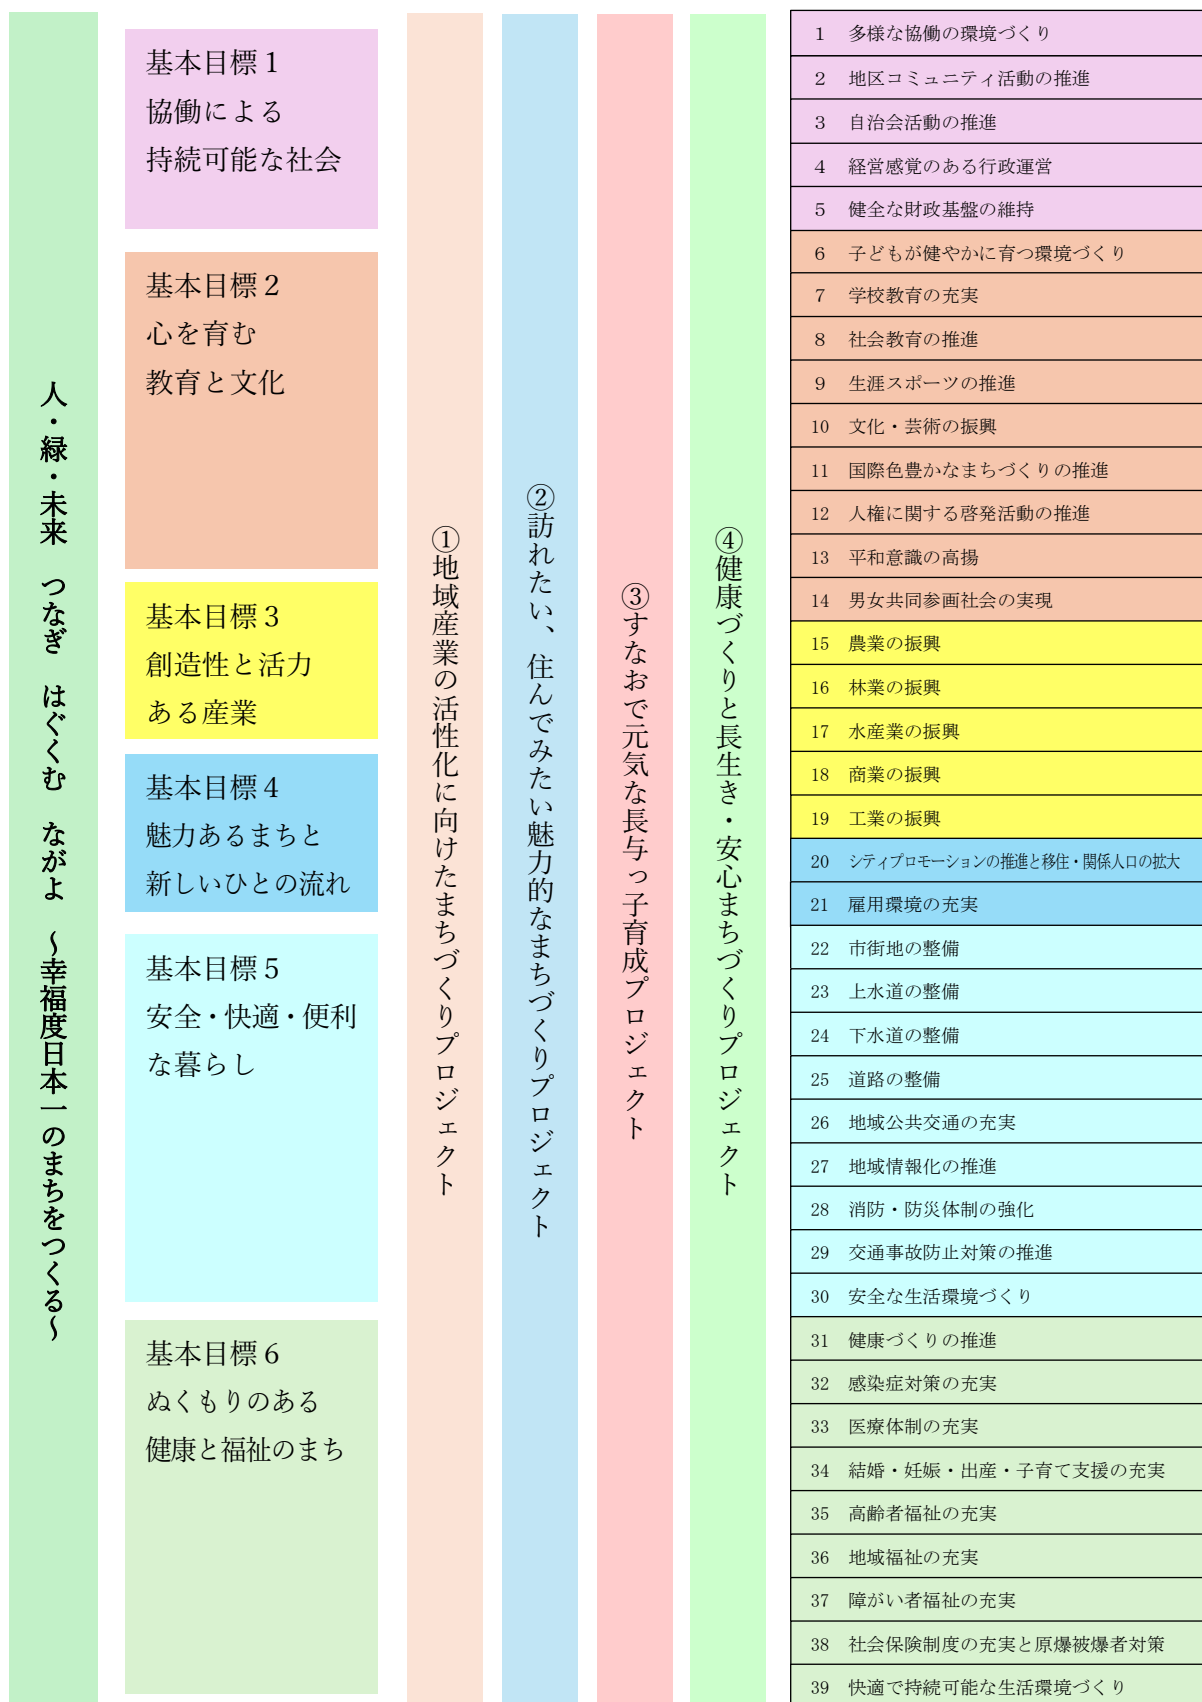 人・緑・未来　つなぎ　はぐくむ　ながよ　～幸福度日本一のまちをつくる～
基本目標１
協働による
持続可能な社会
基本目標２
心を育む
教育と文化
基本目標３
創造性と活力
ある産業
基本目標４
魅力あるまちと
新しいひとの流れ
基本目標５
安全・快適・便利
な暮らし
基本目標６
ぬくもりのある
健康と福祉のまち
①地域産業の活性化に向けたまちづくりプロジェクト
②訪れたい、住んでみたい魅力的なまちづくりプロジェクト
③すなおで元気な長与っ子育成プロジェクト
④健康づくりと長生き・安心まちづくりプロジェクト
1　多様な協働の環境づくり
2　地区コミュニティ活動の推進
3　自治会活動の推進
4　経営感覚のある行政運営
5　健全な財政基盤の維持
6　子どもが健やかに育つ環境づくり
7　学校教育の充実
8　社会教育の推進
9　生涯スポーツの推進
10　文化・芸術の振興
11　国際色豊かなまちづくりの推進
12　人権に関する啓発活動の推進
13　平和意識の高揚
14　男女共同参画社会の実現
15　農業の振興
16　林業の振興
17　水産業の振興
18　商業の振興
19　工業の振興
20　シティプロモーションの推進と移住・関係人口の拡大
21　雇用環境の充実
22　市街地の整備
23　上水道の整備
24　下水道の整備
25　道路の整備
26　地域公共交通の充実
27　地域情報化の推進
28　消防・防災体制の強化
29　交通事故防止対策の推進
30　安全な生活環境づくり
31　健康づくりの推進
32　感染症対策の充実
33　医療体制の充実
34　結婚・妊娠・出産・子育て支援の充実
35　高齢者福祉の充実
36　地域福祉の充実
37　障がい者福祉の充実
38　社会保険制度の充実と原爆被爆者対策
39　快適で持続可能な生活環境づくり